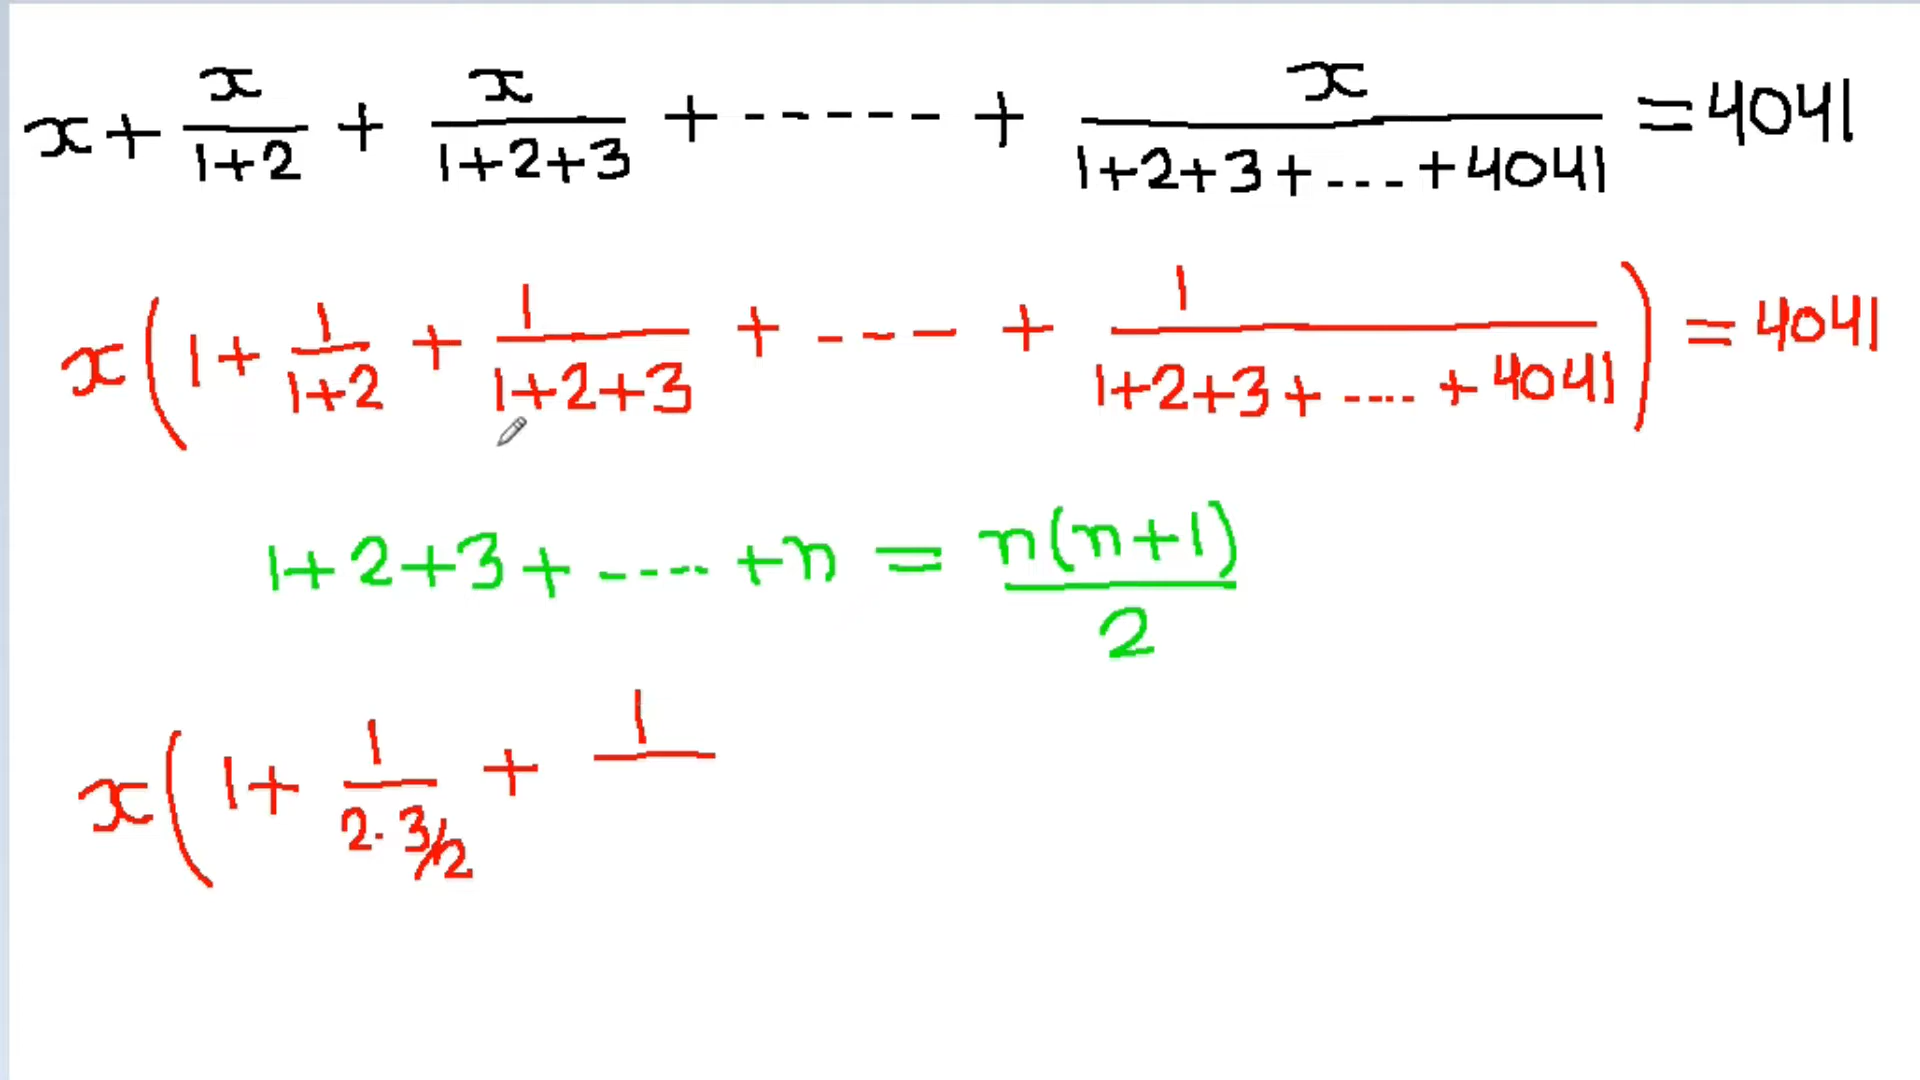 x + x/(1+2) + x/(1+2+3) + ----- + x/(1+2+3+...+4041) = 4041
x(1 + 1/(1+2) + 1/(1+2+3) + ---- + 1/(1+2+3+....+4041)) = 4041
1+2+3+.....+n = n(n+1)/2
x(1 + 1/(2.3/2) + 1/